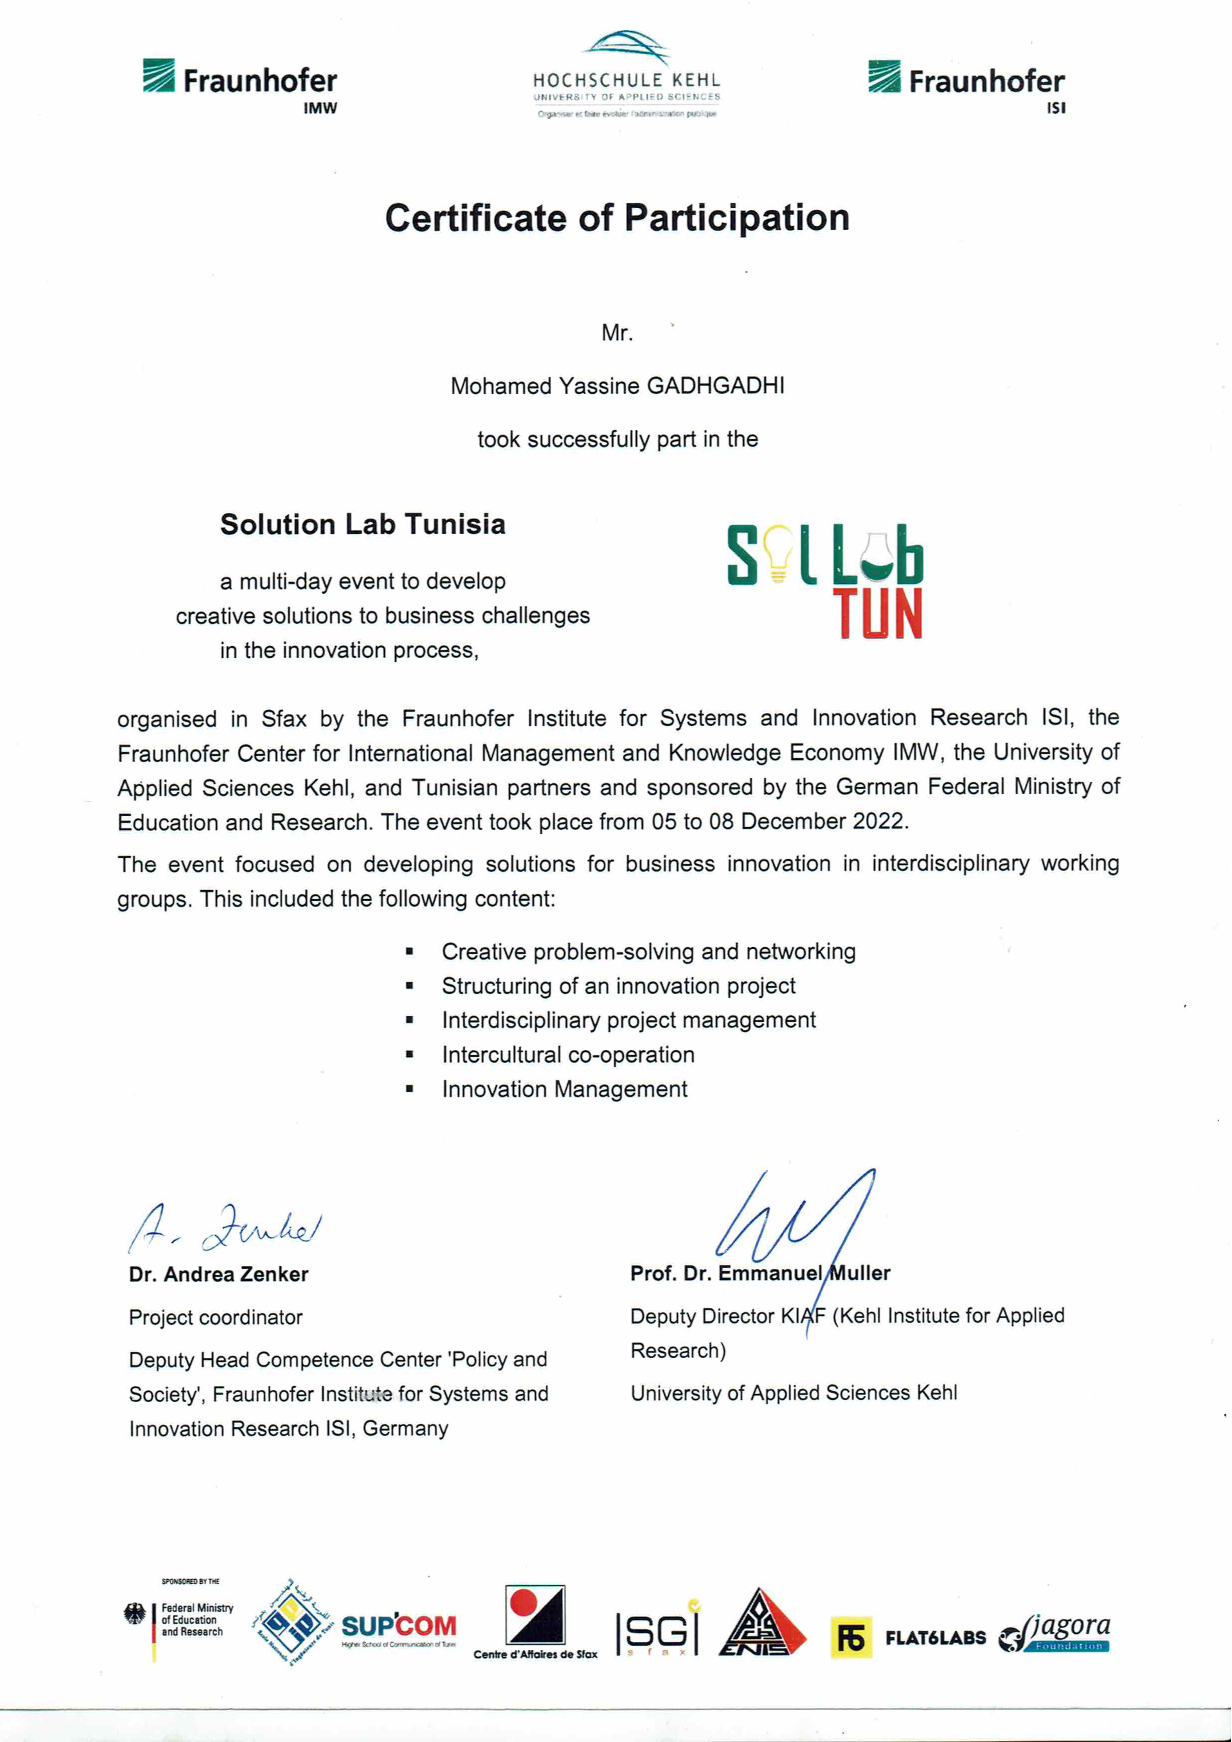 Fraunhofer
IMW
HOCHSCHULE KEHL
UNIVERSITY OF APPLIED SCIENCES
Organiser et faire évoluer l'administration publique
Fraunhofer
ISI
Certificate of Participation
Mr.
Mohamed Yassine GADHGADHI
took successfully part in the
Solution Lab Tunisia
a multi-day event to develop
creative solutions to business challenges
in the innovation process,
SolLab
TUN
organised in Sfax by the Fraunhofer Institute for Systems and Innovation Research ISI, the
Fraunhofer Center for International Management and Knowledge Economy IMW, the University of
Applied Sciences Kehl, and Tunisian partners and sponsored by the German Federal Ministry of
Education and Research. The event took place from 05 to 08 December 2022.
The event focused on developing solutions for business innovation in interdisciplinary working
groups. This included the following content:
▪ Creative problem-solving and networking
▪ Structuring of an innovation project
▪ Interdisciplinary project management
▪ Intercultural co-operation
▪ Innovation Management
A. Zenker
Dr. Andrea Zenker
Project coordinator
Deputy Head Competence Center 'Policy and
Society', Fraunhofer Institute for Systems and
Innovation Research ISI, Germany
Prof. Dr. Emmanuel Muller
Deputy Director KIAF (Kehl Institute for Applied
Research)
University of Applied Sciences Kehl
SPONSORED BY THE
Federal Ministry
of Education
and Research
SUP'COM
Higher School of Communication of Tunis
Centre d'Affaires de Sfax
ISGI
sfax
ENIS
F6
FLAT6LABS
jagora
Foundation